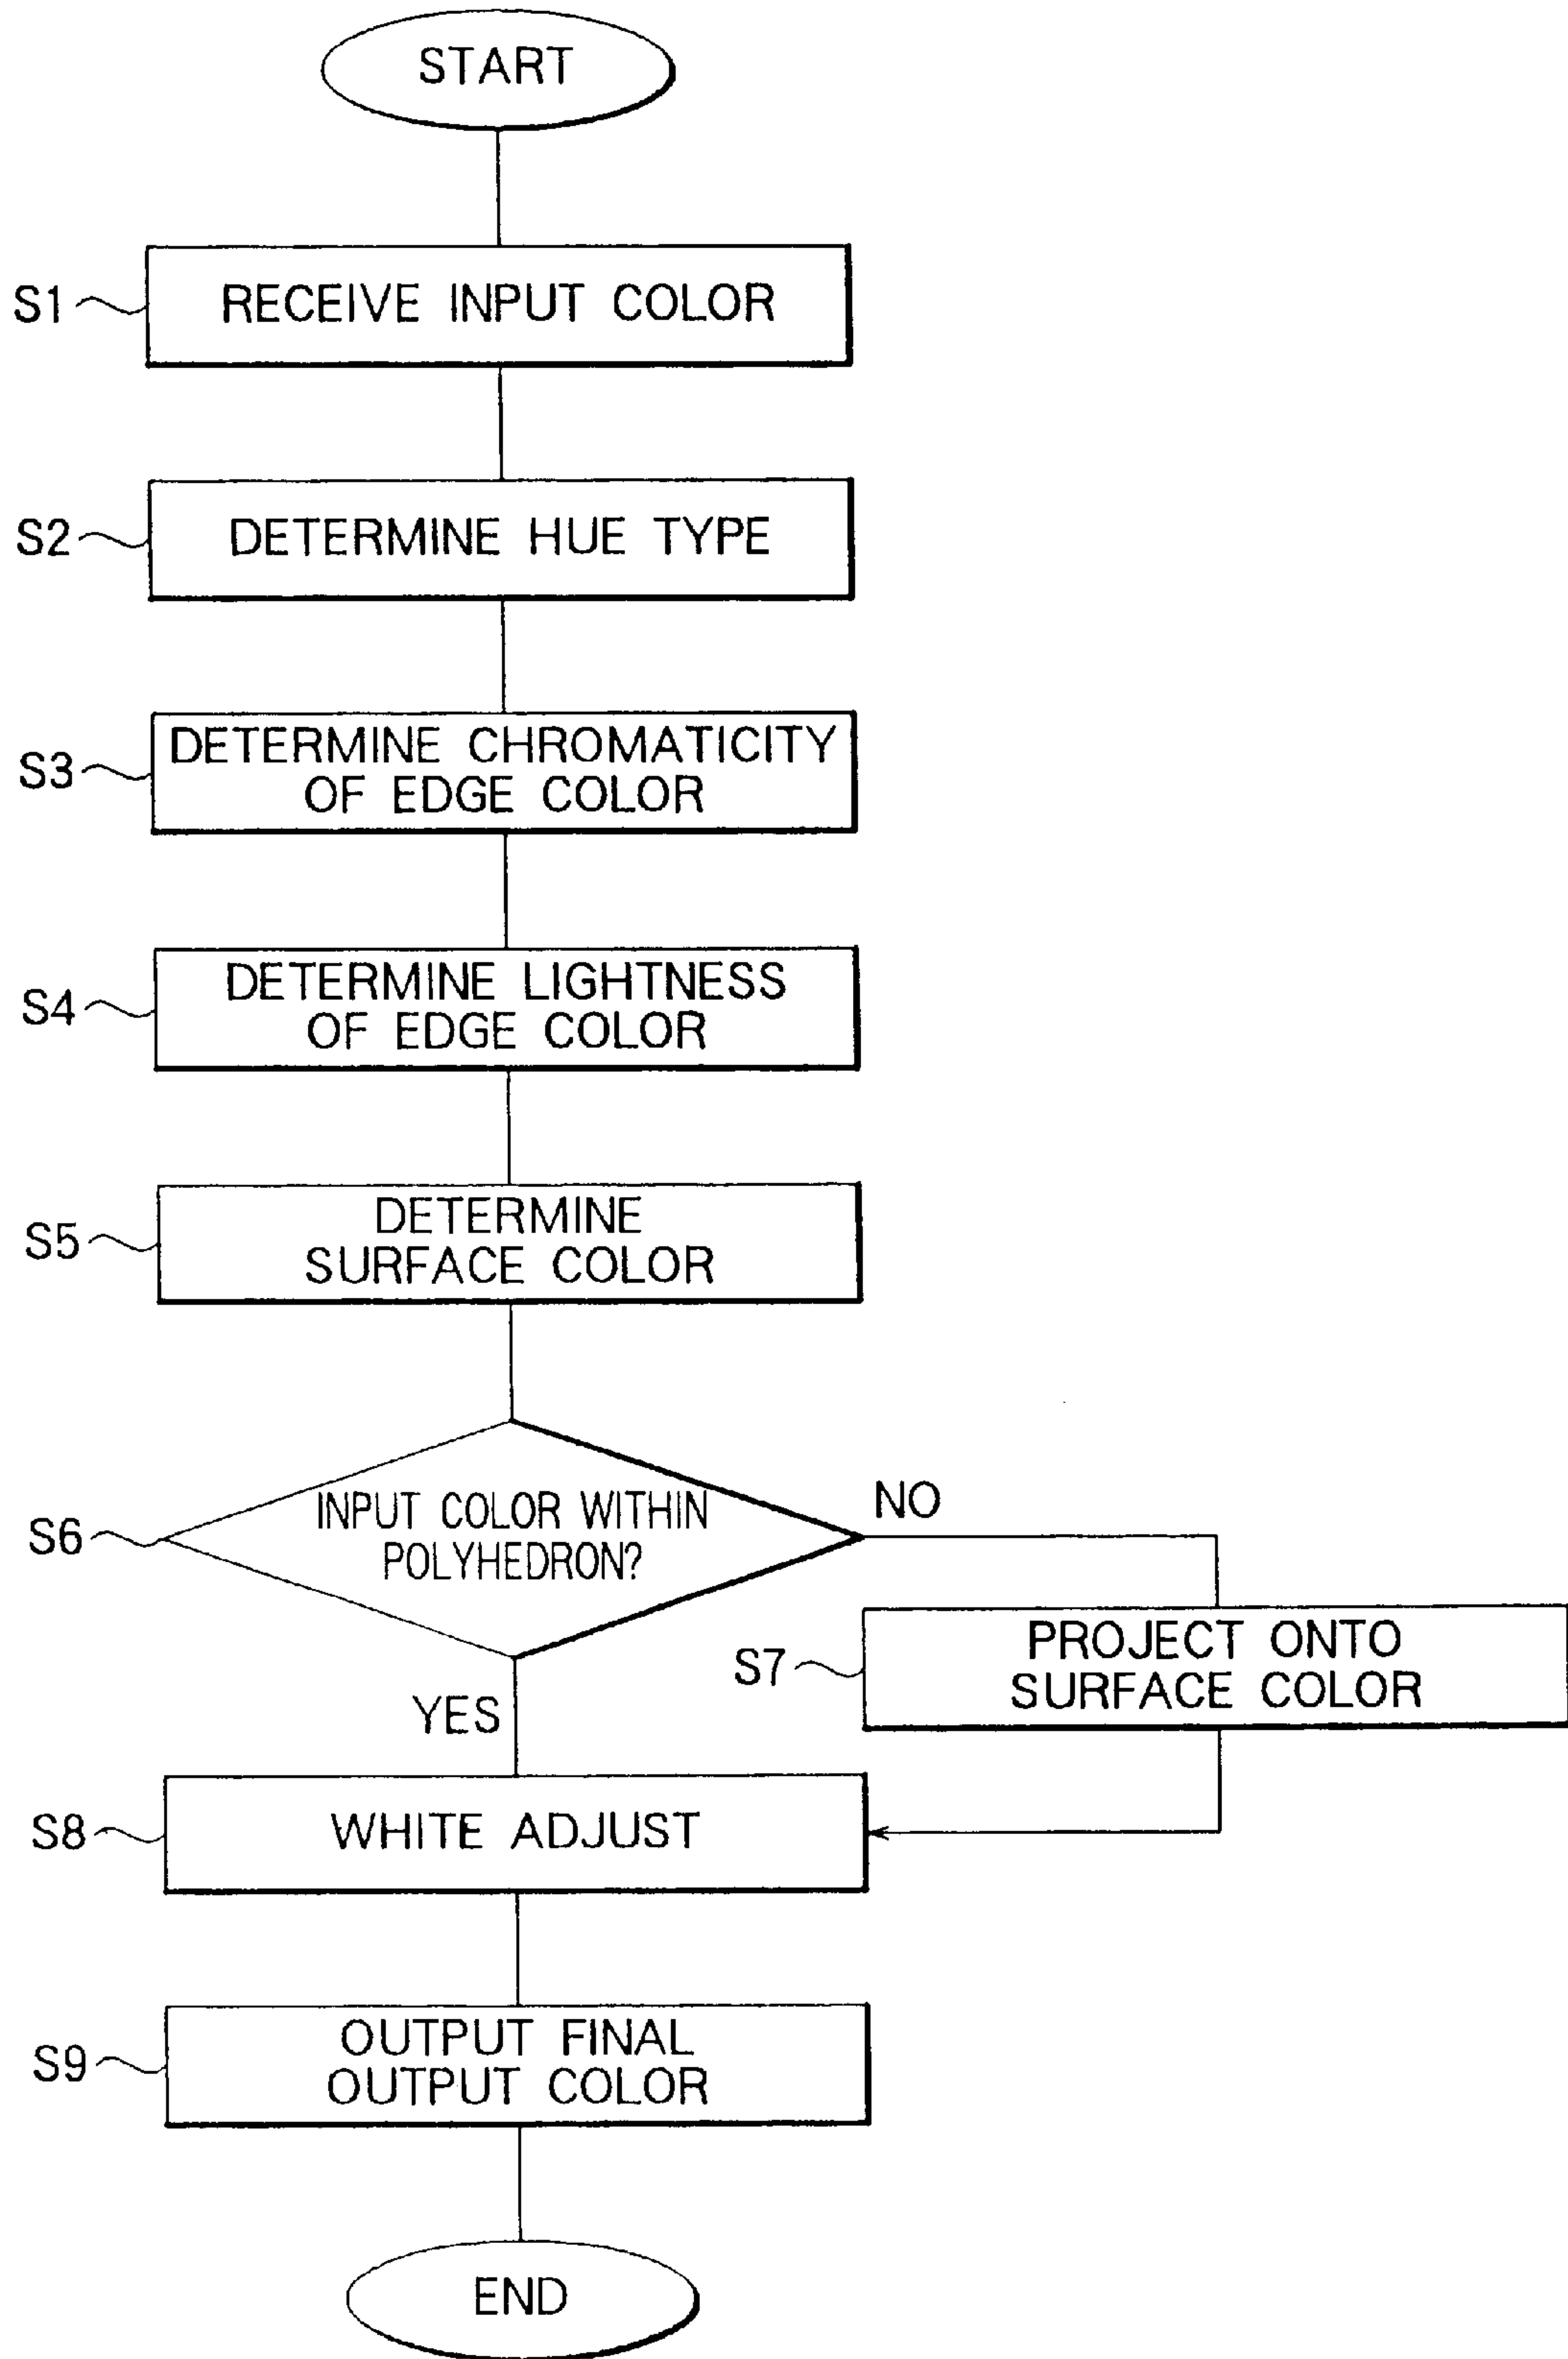 START
S1
RECEIVE INPUT COLOR
S2
DETERMINE HUE TYPE
S3
DETERMINE CHROMATICITY
OF EDGE COLOR
S4
DETERMINE LIGHTNESS
OF EDGE COLOR
S5
DETERMINE
SURFACE COLOR
S6
INPUT COLOR WITHIN
POLYHEDRON?
NO
YES
S7
PROJECT ONTO
SURFACE COLOR
S8
WHITE ADJUST
S9
OUTPUT FINAL
OUTPUT COLOR
END